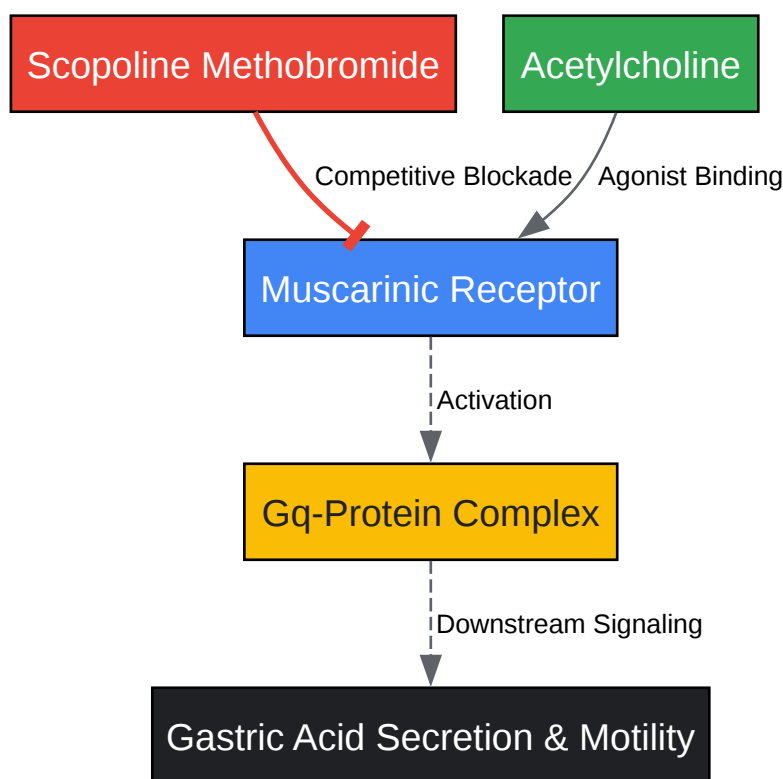 Scopoline Methobromide
Acetylcholine
Competitive Blockade
Agonist Binding
Muscarinic Receptor
Activation
Gq-Protein Complex
Downstream Signaling
Gastric Acid Secretion & Motility